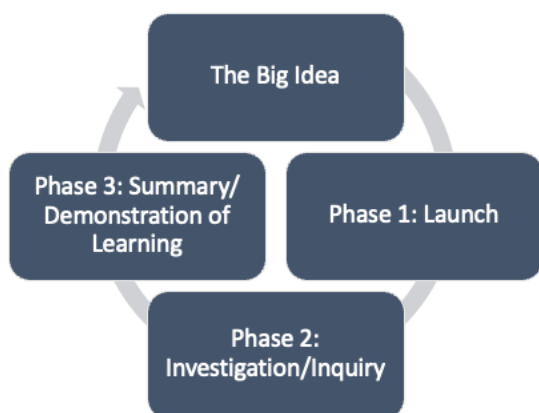 The Big Idea
Phase 1: Launch
Phase 2:
Investigation/Inquiry
Phase 3: Summary/
Demonstration of
Learning